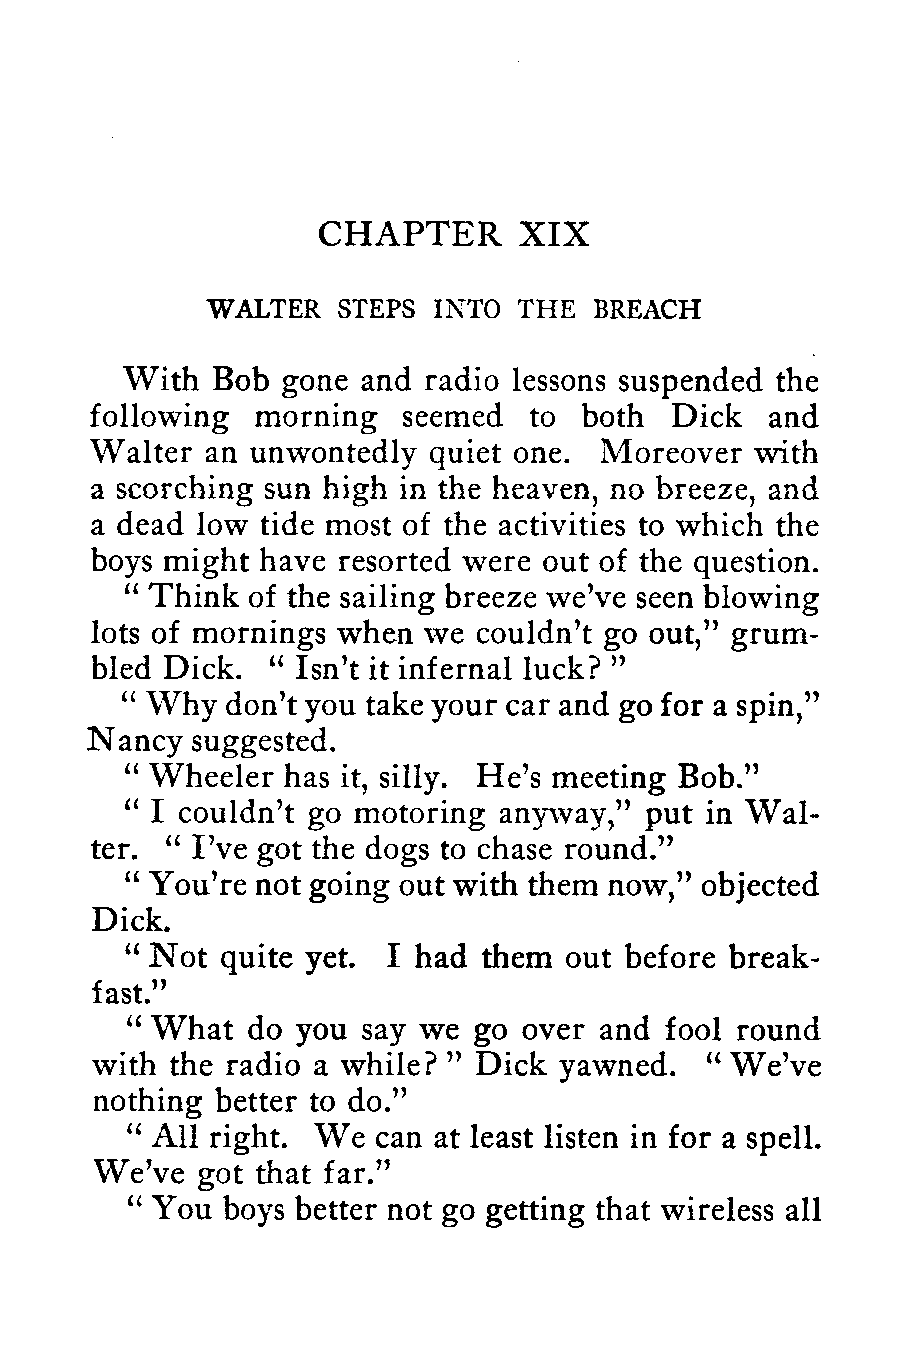 CHAPTER XIX
WALTER STEPS INTO THE BREACH
With Bob gone and radio lessons suspended the
following morning seemed to both Dick and
Walter an unwontedly quiet one. Moreover with
a scorching sun high in the heaven, no breeze, and
a dead low tide most of the activities to which the
boys might have resorted were out of the question.
“ Think of the sailing breeze we’ve seen blowing
lots of mornings when we couldn’t go out,” grum-
bled Dick. “ Isn’t it infernal luck? ”
“ Why don’t you take your car and go for a spin,”
Nancy suggested.
“ Wheeler has it, silly. He’s meeting Bob.”
“ I couldn’t go motoring anyway,” put in Wal-
ter. “ I’ve got the dogs to chase round.”
“ You’re not going out with them now,” objected
Dick.
“ Not quite yet. I had them out before break-
fast.”
“ What do you say we go over and fool round
with the radio a while? ” Dick yawned. “ We’ve
nothing better to do.”
“ All right. We can at least listen in for a spell.
We’ve got that far.”
“ You boys better not go getting that wireless all